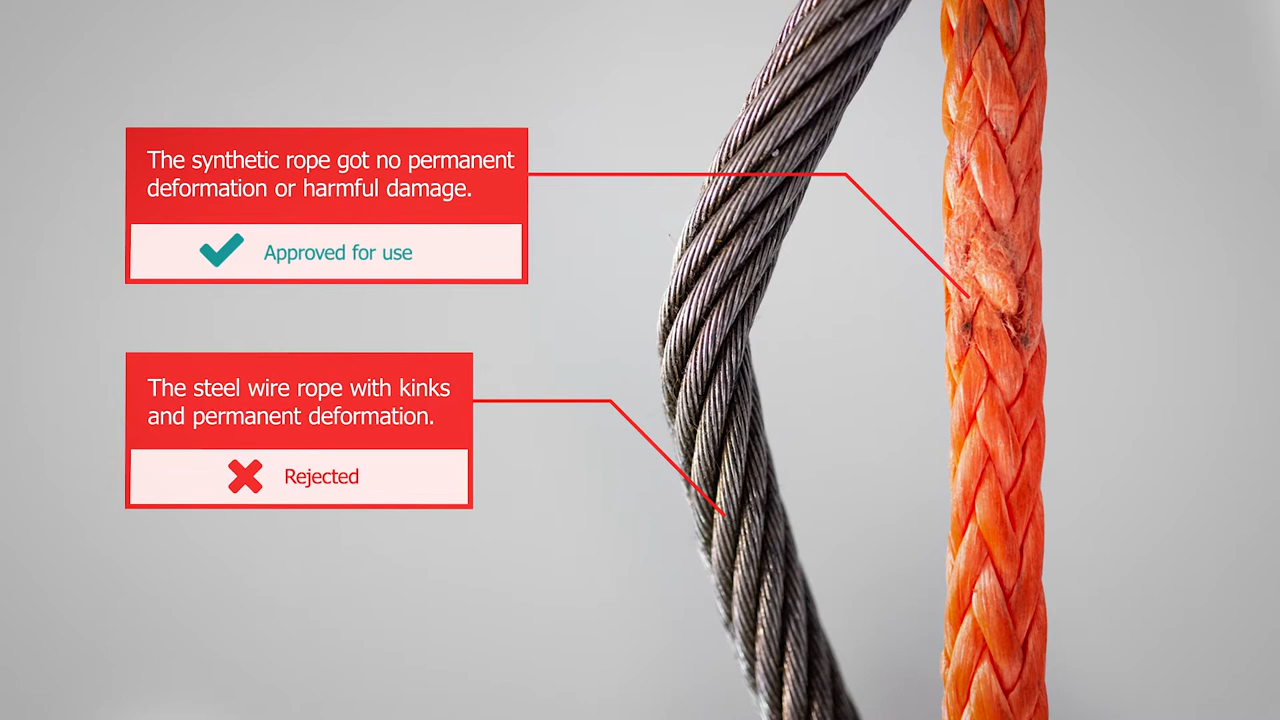 The synthetic rope got no permanent
deformation or harmful damage.
Approved for use
The steel wire rope with kinks
and permanent deformation.
Rejected